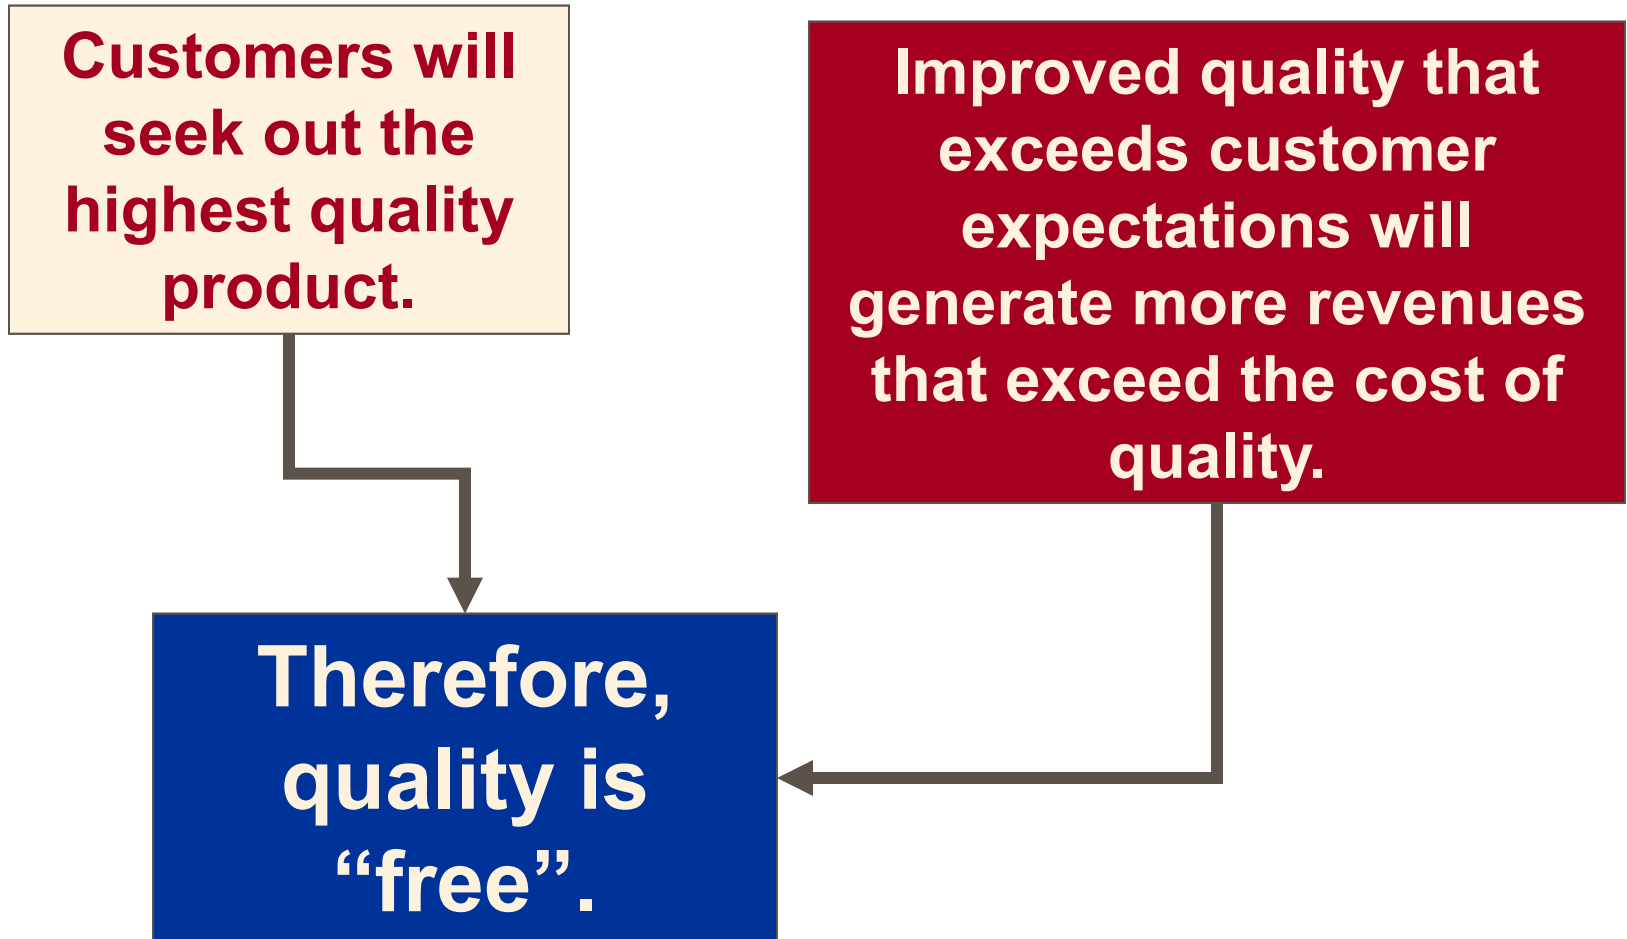 Customers will
seek out the
highest quality
product.
Improved quality that
exceeds customer
expectations will
generate more revenues
that exceed the cost of
quality.
Therefore,
quality is
“free”.